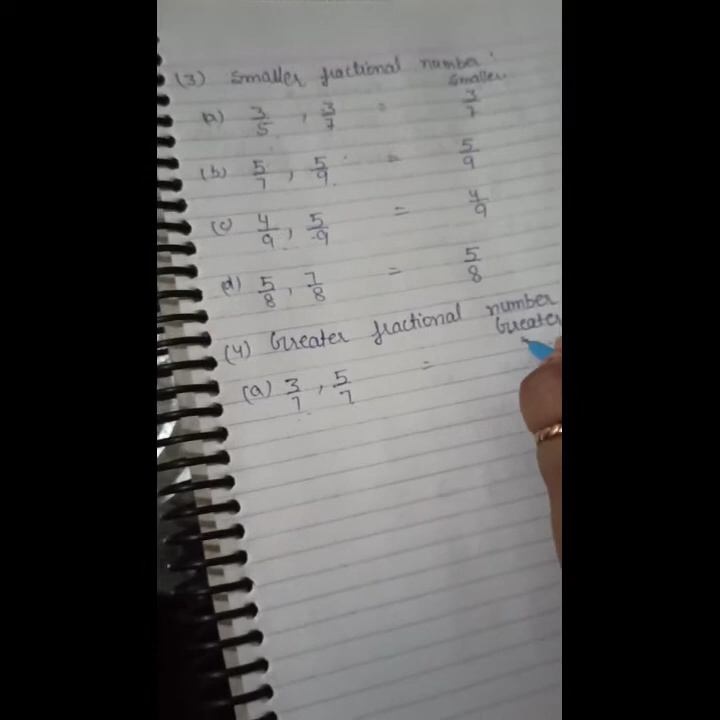 (3) Smaller fractional number :
Smaller
a) 3/5 , 3/7 = 3/7
(b) 5/7 , 5/9 = 5/9
(c) 4/9 , 5/9 = 4/9
(d) 5/8 , 7/8 = 5/8
(4) Greater fractional number
Greater
(a) 3/7 , 5/7 =